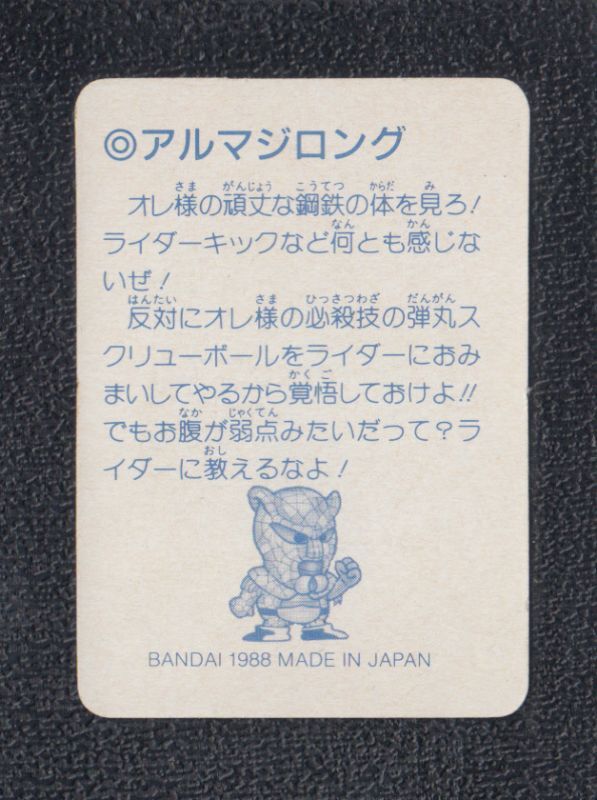 ◎アルマジロング
オレ様の頑丈な鋼鉄の体を見ろ!
ライダーキックなど何とも感じな
いぜ!
反対にオレ様の必殺技の弾丸ス
クリューボールをライダーにおみ
まいしてやるから覚悟しておけよ!!
でもお腹が弱点みたいだって?ラ
イダーに教えるなよ!
BANDAI 1988 MADE IN JAPAN